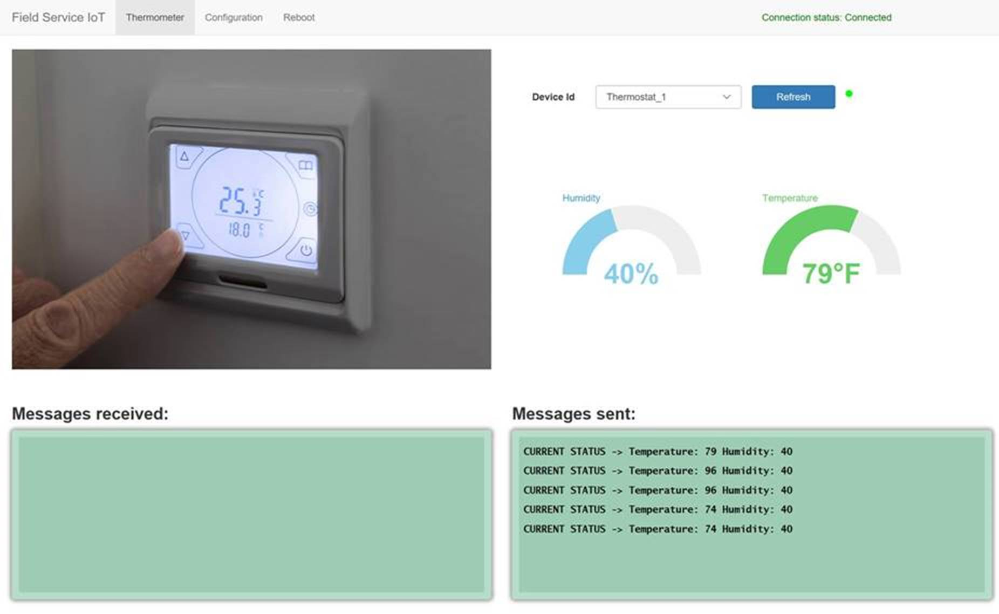 Field Service IoT Thermometer Configuration Reboot Connection status: Connected
Device Id Thermostat_1 Refresh
25.3 °C
18.0 °C
Humidity
40%
Temperature
79°F
Messages received:
Messages sent:
CURRENT STATUS -> Temperature: 79 Humidity: 40
CURRENT STATUS -> Temperature: 96 Humidity: 40
CURRENT STATUS -> Temperature: 96 Humidity: 40
CURRENT STATUS -> Temperature: 74 Humidity: 40
CURRENT STATUS -> Temperature: 74 Humidity: 40